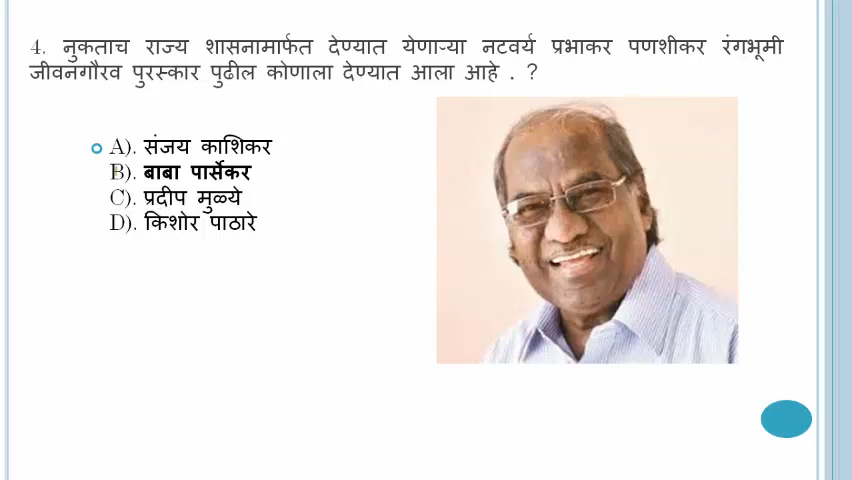 4. नुकताच राज्य शासनामार्फत देण्यात येणाऱ्या नटवर्य प्रभाकर पणशीकर रंगभूमी
जीवनगौरव पुरस्कार पुढील कोणाला देण्यात आला आहे . ?
A). संजय काशिकर
B). बाबा पार्सेकर
C). प्रदीप मुळ्ये
D). किशोर पाठारे